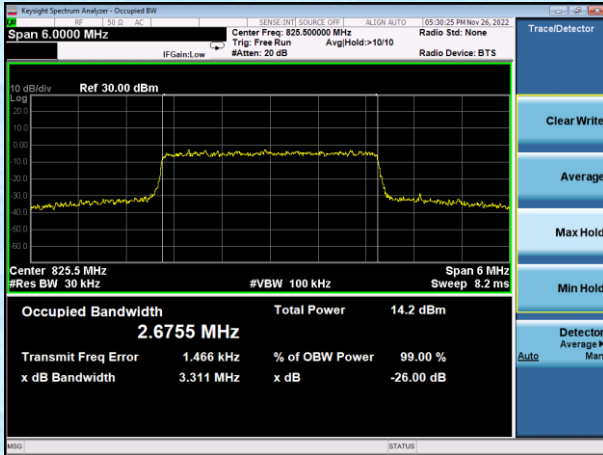 Keysight Spectrum Analyzer - Occupied BW
RF 50 Ω AC SENSE:INT SOURCE OFF ALIGN AUTO 05:30:25 PM Nov 26, 2022
Span 6.0000 MHz
Center Freq: 825.500000 MHz
Radio Std: None
Trig: Free Run Avg|Hold:>10/10
IFGain:Low #Atten: 20 dB
Radio Device: BTS
Trace/Detector
10 dB/div Ref 30.00 dBm
Log
20.0
10.0
0.00
-10.0
-20.0
-30.0
-40.0
-50.0
-60.0
Center 825.5 MHz Span 6 MHz
#Res BW 30 kHz #VBW 100 kHz Sweep 8.2 ms
Occupied Bandwidth Total Power 14.2 dBm
2.6755 MHz
Transmit Freq Error 1.466 kHz % of OBW Power 99.00 %
x dB Bandwidth 3.311 MHz x dB -26.00 dB
Clear Write
Average
Max Hold
Min Hold
Detector
Average
Auto Man
MSG STATUS